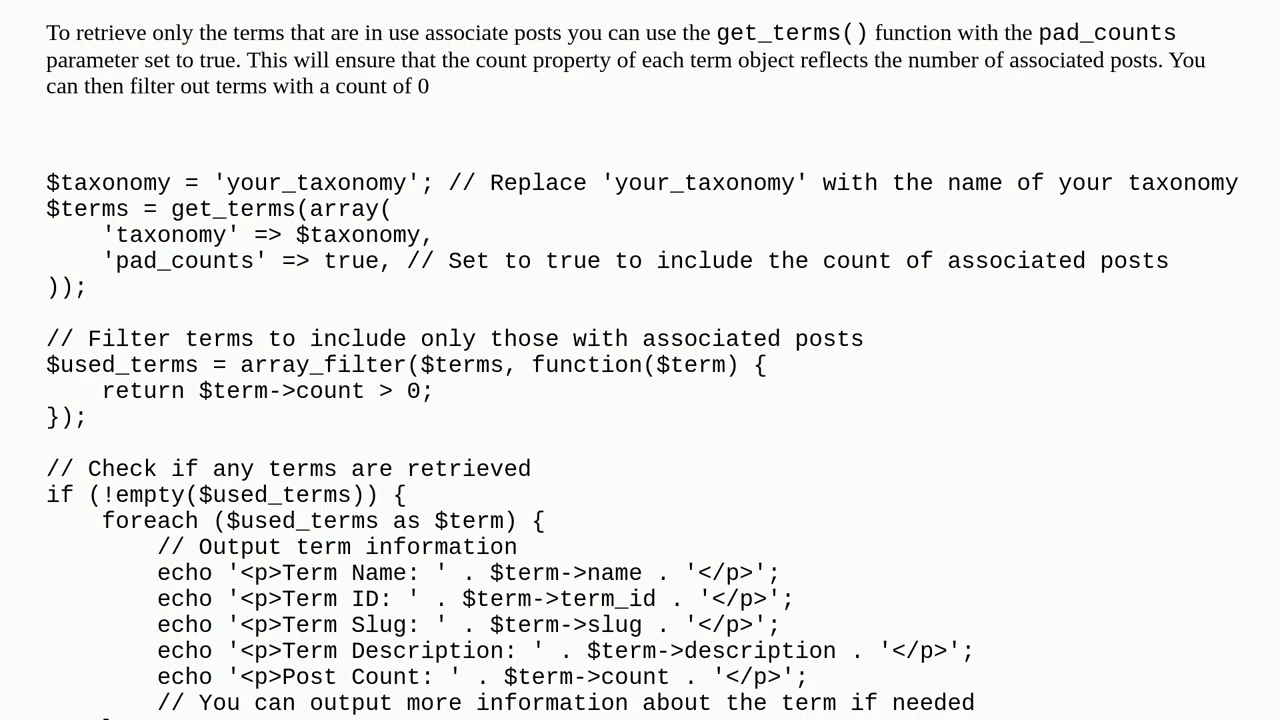 To retrieve only the terms that are in use associate posts you can use the get_terms() function with the pad_counts
parameter set to true. This will ensure that the count property of each term object reflects the number of associated posts. You
can then filter out terms with a count of 0
$taxonomy = 'your_taxonomy'; // Replace 'your_taxonomy' with the name of your taxonomy
$terms = get_terms(array(
    'taxonomy' => $taxonomy,
    'pad_counts' => true, // Set to true to include the count of associated posts
));
// Filter terms to include only those with associated posts
$used_terms = array_filter($terms, function($term) {
    return $term->count > 0;
});
// Check if any terms are retrieved
if (!empty($used_terms)) {
    foreach ($used_terms as $term) {
        // Output term information
        echo '<p>Term Name: ' . $term->name . '</p>';
        echo '<p>Term ID: ' . $term->term_id . '</p>';
        echo '<p>Term Slug: ' . $term->slug . '</p>';
        echo '<p>Term Description: ' . $term->description . '</p>';
        echo '<p>Post Count: ' . $term->count . '</p>';
        // You can output more information about the term if needed